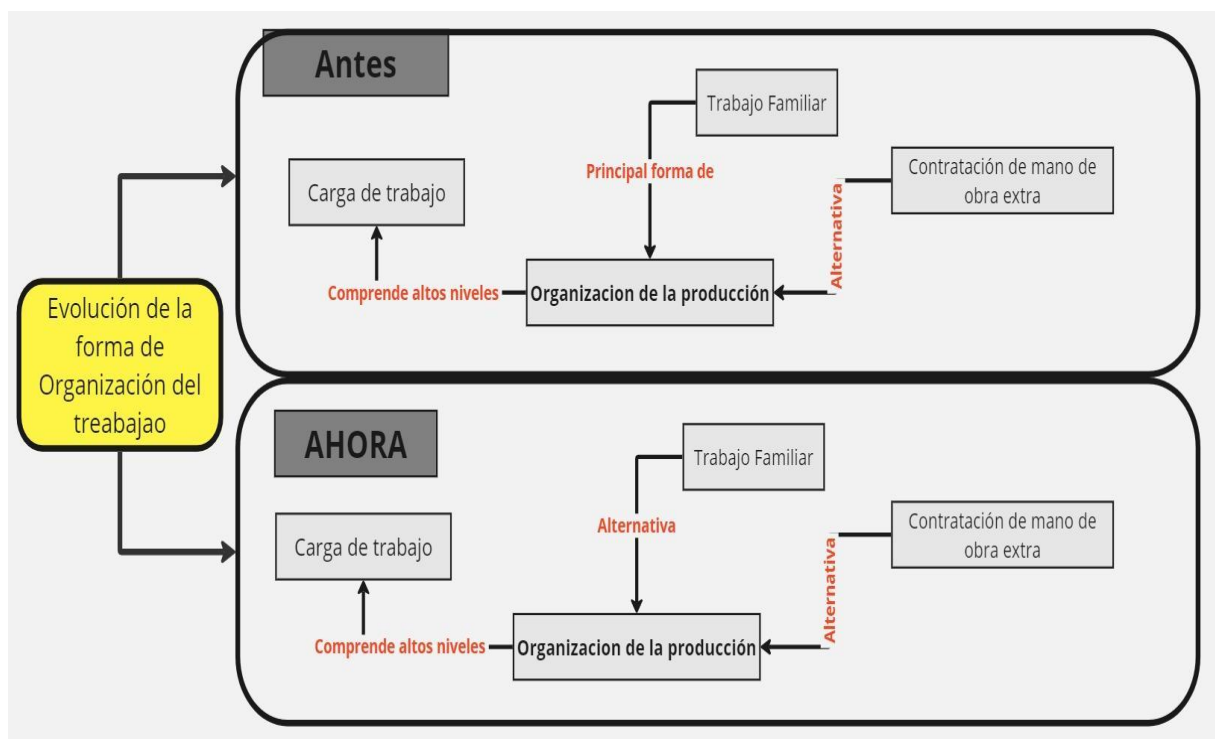 Antes
Trabajo Familiar
Principal forma de
Contratación de mano de
obra extra
Carga de trabajo
Alternativa
Comprende altos niveles
Organizacion de la producción
Evolución de la
forma de
Organización del
treabajao
AHORA
Trabajo Familiar
Alternativa
Contratación de mano de
obra extra
Carga de trabajo
Alternativa
Comprende altos niveles
Organizacion de la producción